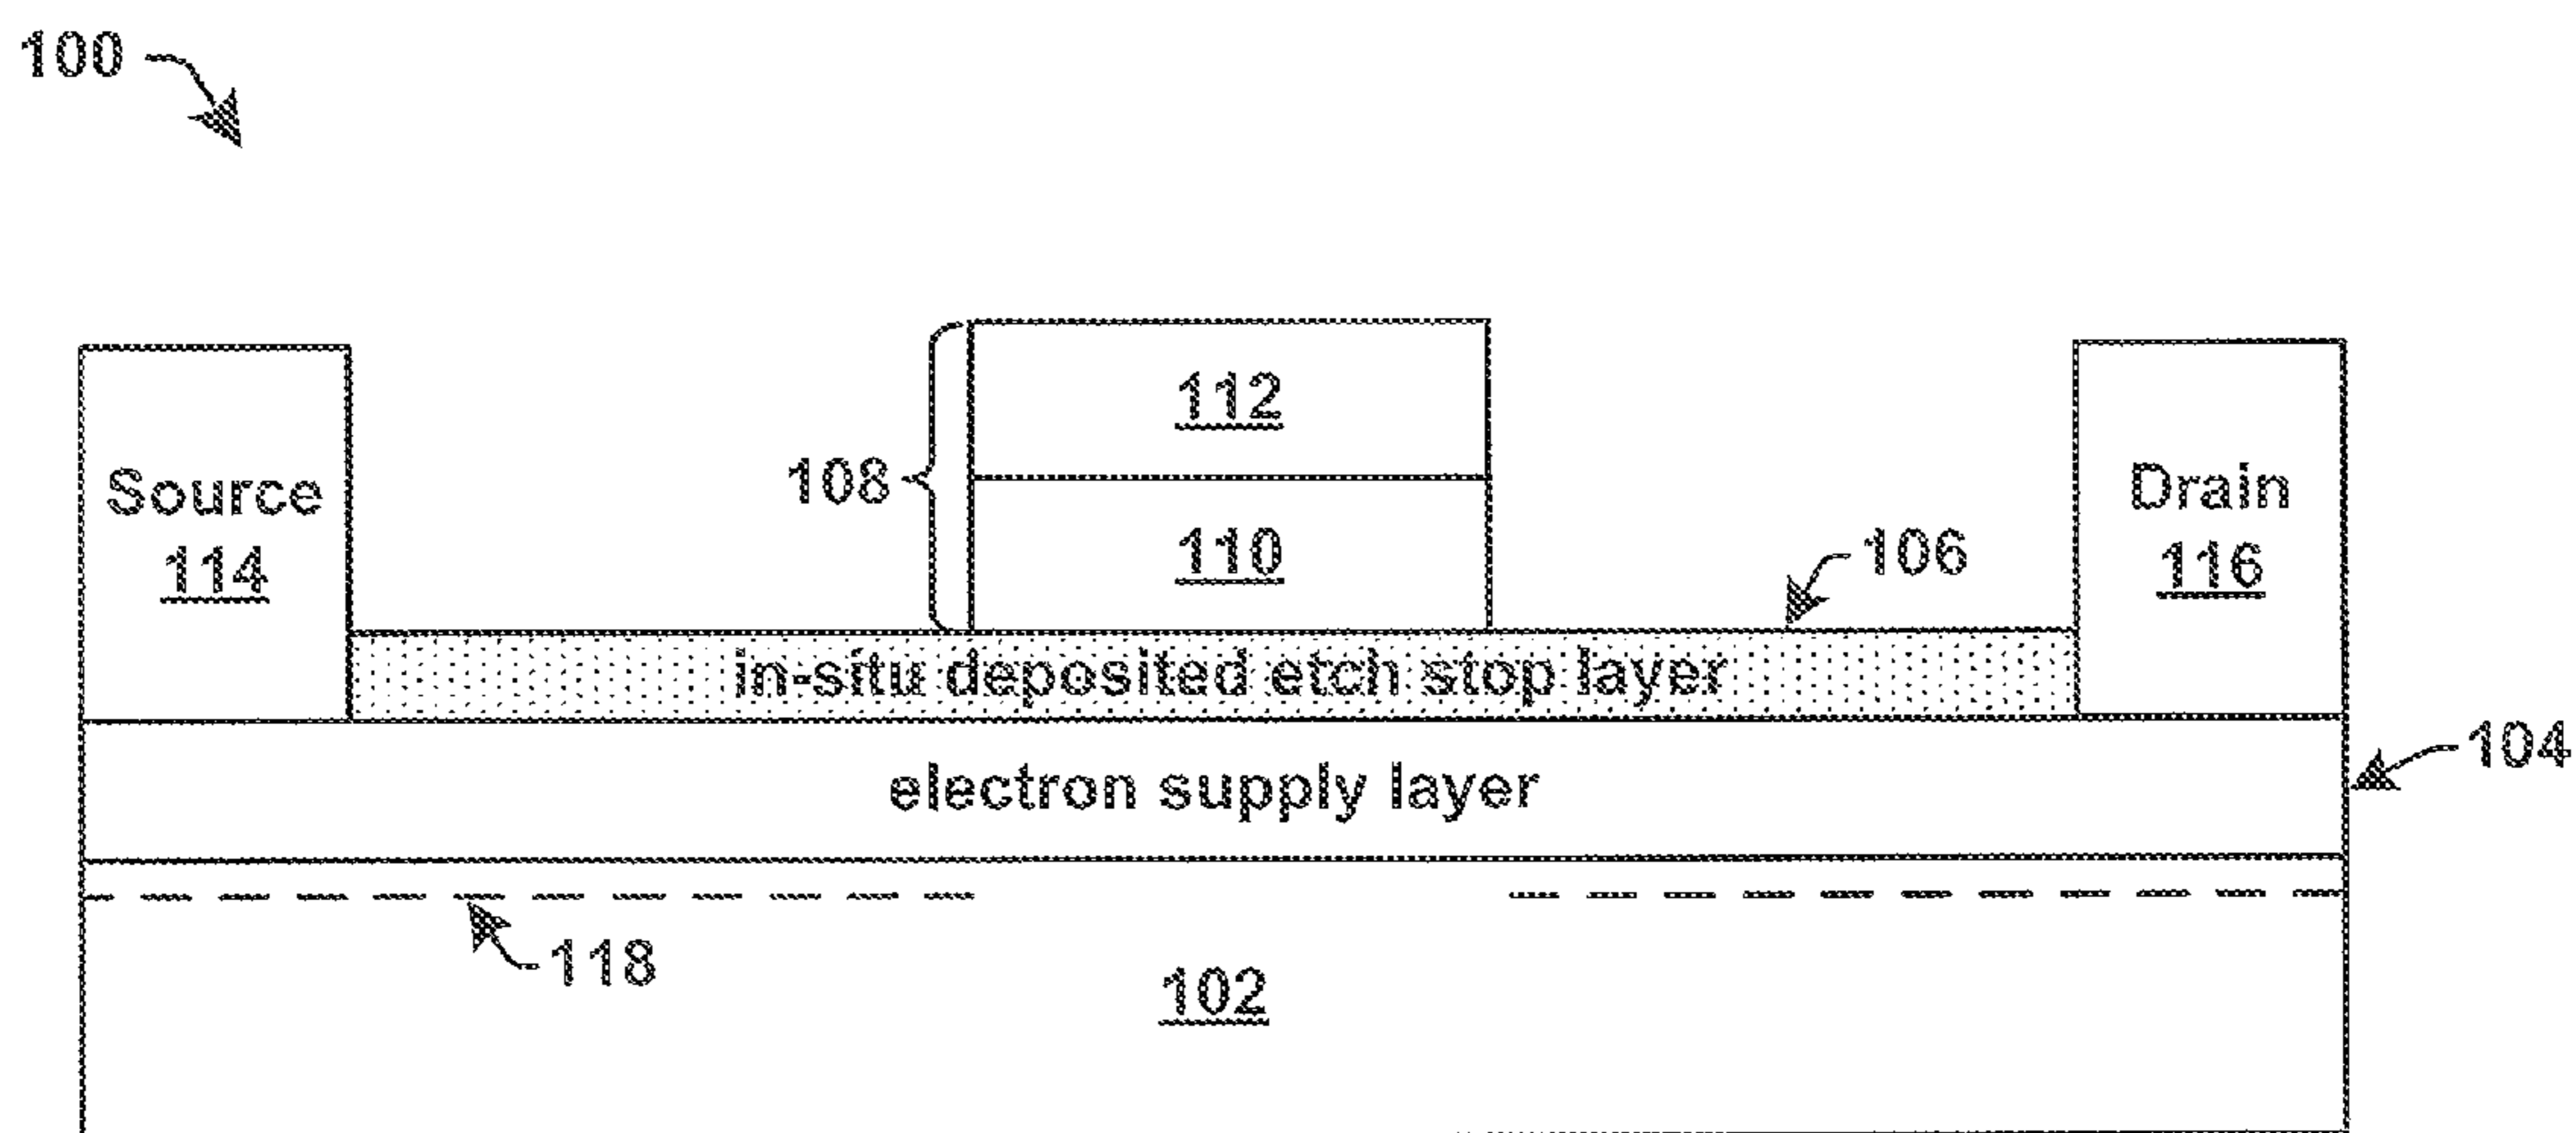 100
112
108
Source
114
110
Drain
116
106
in-situ deposited etch stop layer
104
electron supply layer
118
102